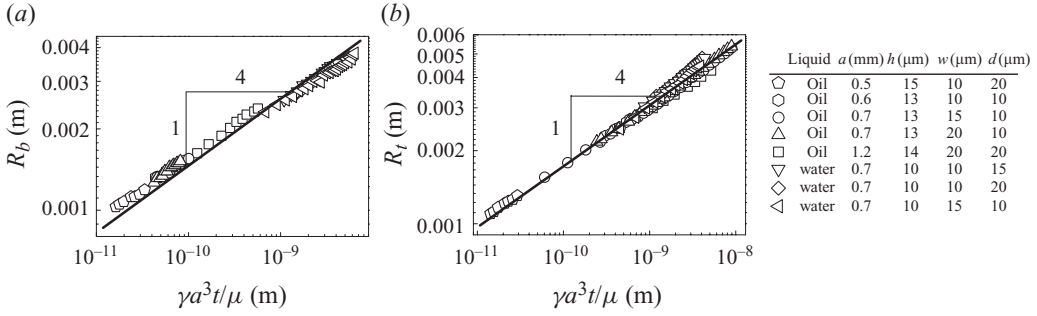 (a)
0.004
0.003
0.002
0.001
R_b (m)
4
1
10⁻¹¹ 10⁻¹⁰ 10⁻⁹
γa³t/μ (m)
(b)
0.006
0.005
0.004
0.003
0.002
0.001
R_t (m)
4
1
10⁻¹¹ 10⁻¹⁰ 10⁻⁹ 10⁻⁸
γa³t/μ (m)
Liquid a (mm) h (μm) w (μm) d (μm)
Oil 0.5 15 10 20
Oil 0.6 13 10 10
Oil 0.7 13 15 10
Oil 0.7 13 20 10
Oil 1.2 14 20 20
water 0.7 10 10 15
water 0.7 10 10 20
water 0.7 10 15 10